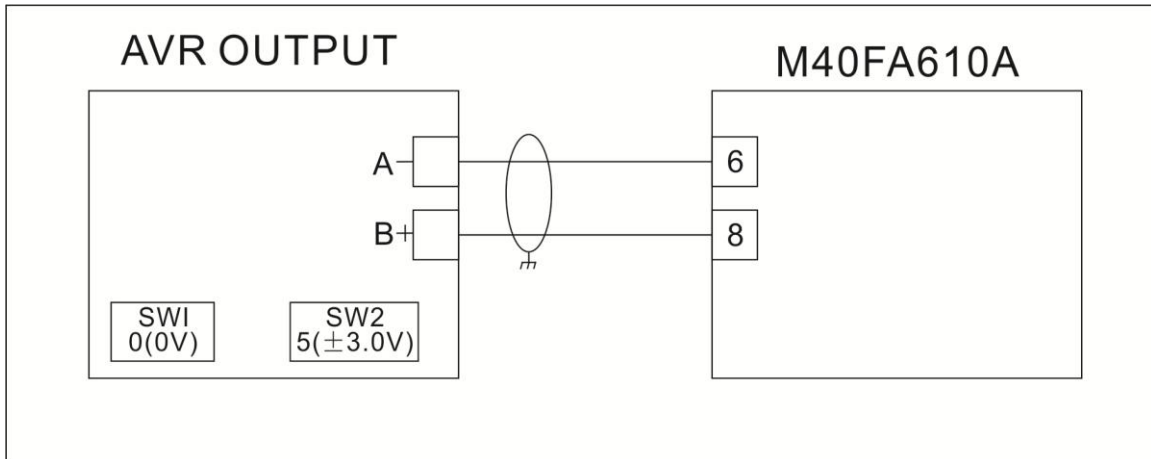 AVR OUTPUT
M40FA610A
A−
6
B+
8
SWI
0(0V)
SW2
5(±3.0V)